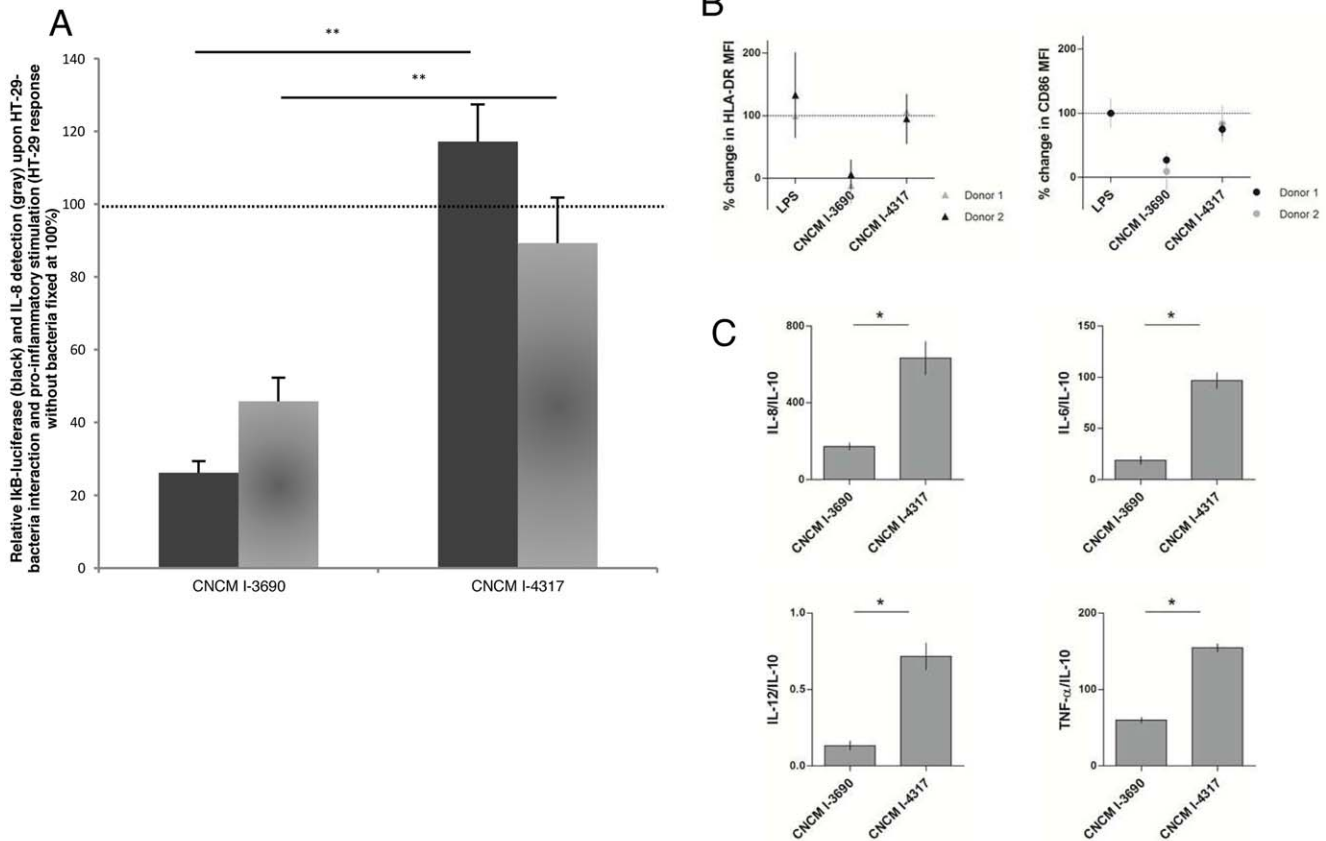 A
Relative IkB-luciferase (black) and IL-8 detection (gray) upon HT-29-
bacteria interaction and pro-inflammatory stimulation (HT-29 response
without bacteria fixed at 100%)
140
120
100
80
60
40
20
0
**
**
CNCM I-3690
CNCM I-4317
B
% change in HLA-DR MFI
200
100
0
LPS
CNCM I-3690
CNCM I-4317
Donor 1
Donor 2
% change in CD86 MFI
200
100
0
LPS
CNCM I-3690
CNCM I-4317
Donor 1
Donor 2
C
IL-8/IL-10
800
400
0
*
CNCM I-3690
CNCM I-4317
IL-6/IL-10
150
100
50
0
*
CNCM I-3690
CNCM I-4317
IL-12/IL-10
1.0
0.5
0.0
*
CNCM I-3690
CNCM I-4317
TNF-α/IL-10
200
100
0
*
CNCM I-3690
CNCM I-4317